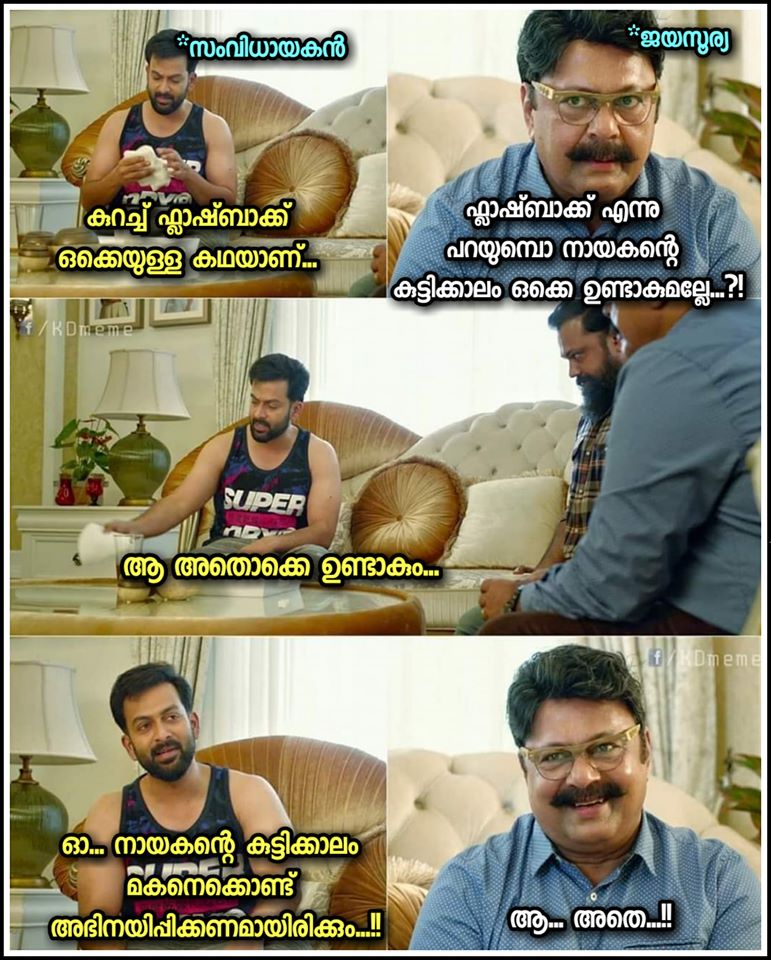 *സംവിധായകൻ
*ജയസൂര്യ
കുറച്ച് ഫ്ലാഷ്ബാക്ക്
ഒക്കെയുള്ള കഥയാണ്...
ഫ്ലാഷ്ബാക്ക് എന്നു
പറയുമ്പൊ നായകന്റെ
കുട്ടിക്കാലം ഒക്കെ ഉണ്ടാകുമല്ലേ...?!
f/KDmeme
SUPER
ആ അതൊക്കെ ഉണ്ടാകും...
f/KDmeme
ഓ... നായകന്റെ കുട്ടിക്കാലം
മകനെക്കൊണ്ട്
അഭിനയിപ്പിക്കണമായിരിക്കും...!!
ആ... അതെ...!!